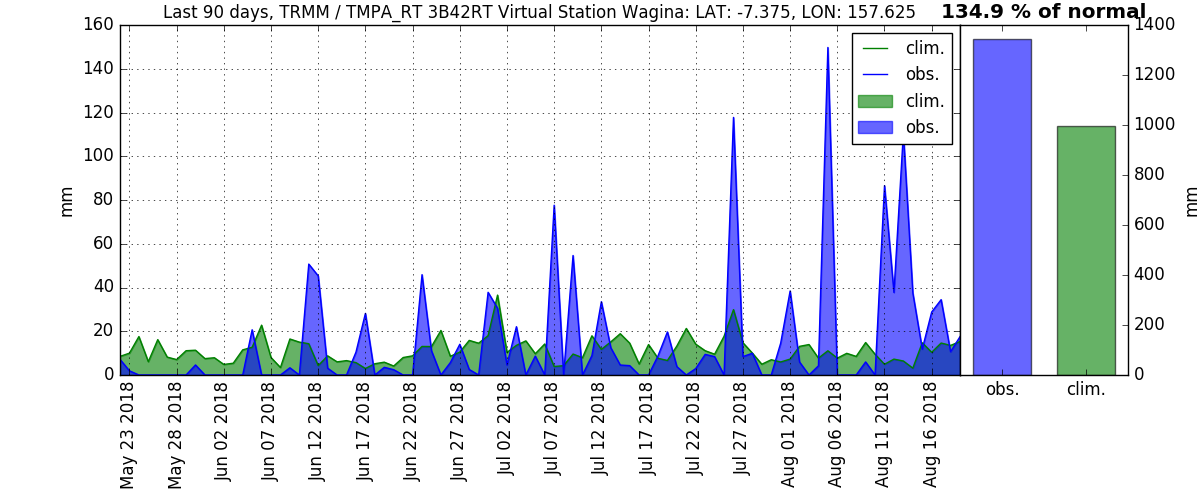 Last 90 days, TRMM / TMPA_RT 3B42RT Virtual Station Wagina: LAT: -7.375, LON: 157.625
134.9 % of normal
160
140
120
100
80
60
40
20
0
mm
clim.
obs.
clim.
obs.
May 23 2018
May 28 2018
Jun 02 2018
Jun 07 2018
Jun 12 2018
Jun 17 2018
Jun 22 2018
Jun 27 2018
Jul 02 2018
Jul 07 2018
Jul 12 2018
Jul 17 2018
Jul 22 2018
Jul 27 2018
Aug 01 2018
Aug 06 2018
Aug 11 2018
Aug 16 2018
1400
1200
1000
800
600
400
200
0
mm
obs.
clim.